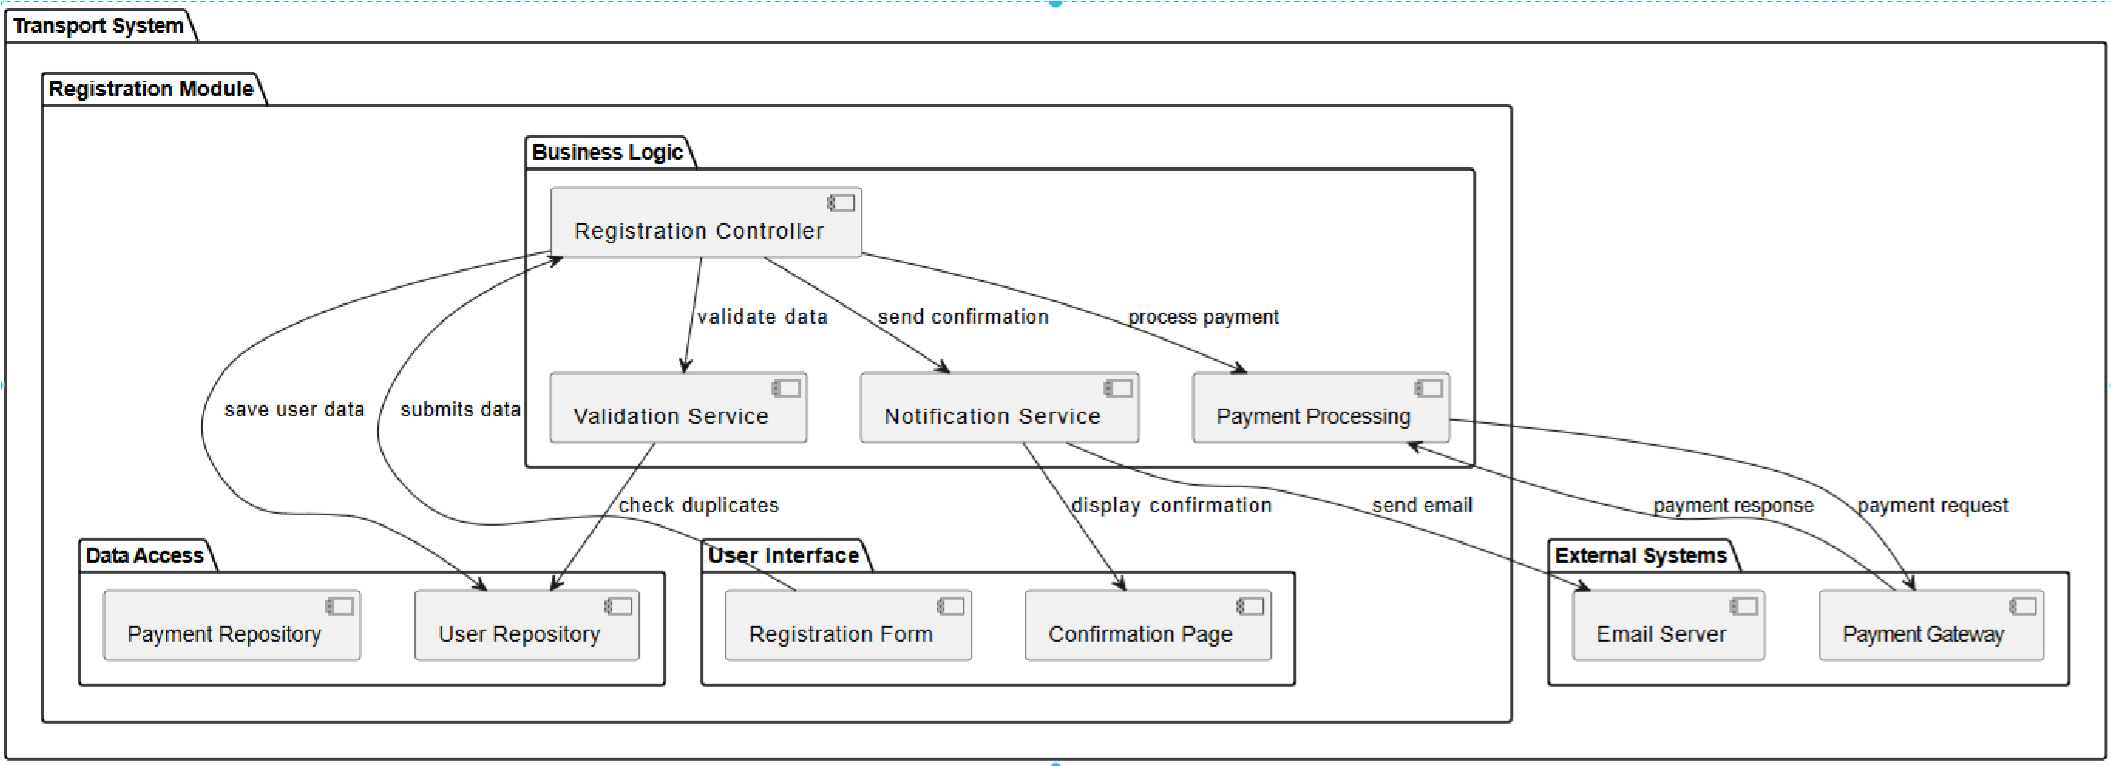 Transport System
Registration Module
Business Logic
Registration Controller
validate data
send confirmation
process payment
save user data
submits data
Validation Service
Notification Service
Payment Processing
check duplicates
display confirmation
send email
payment response
payment request
Data Access
User Interface
External Systems
Payment Repository
User Repository
Registration Form
Confirmation Page
Email Server
Payment Gateway